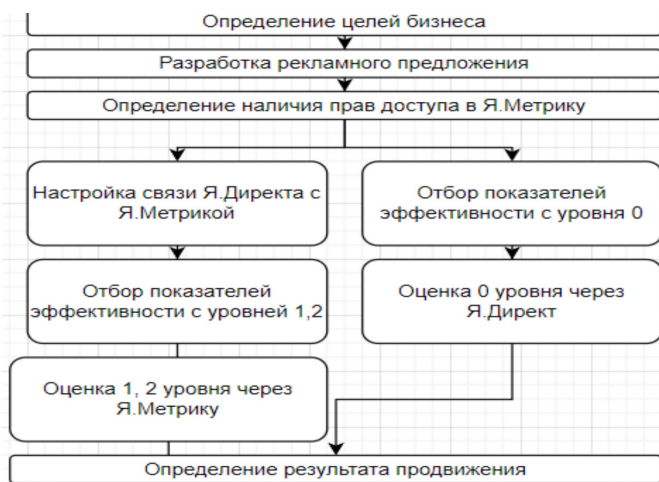 Определение целей бизнеса
Разработка рекламного предложения
Определение наличия прав доступа в Я.Метрику
Настройка связи Я.Директа с
Я.Метрикой
Отбор показателей
эффективности с уровня 0
Отбор показателей
эффективности с уровней 1,2
Оценка 0 уровня через
Я.Директ
Оценка 1, 2 уровня через
Я.Метрику
Определение результата продвижения